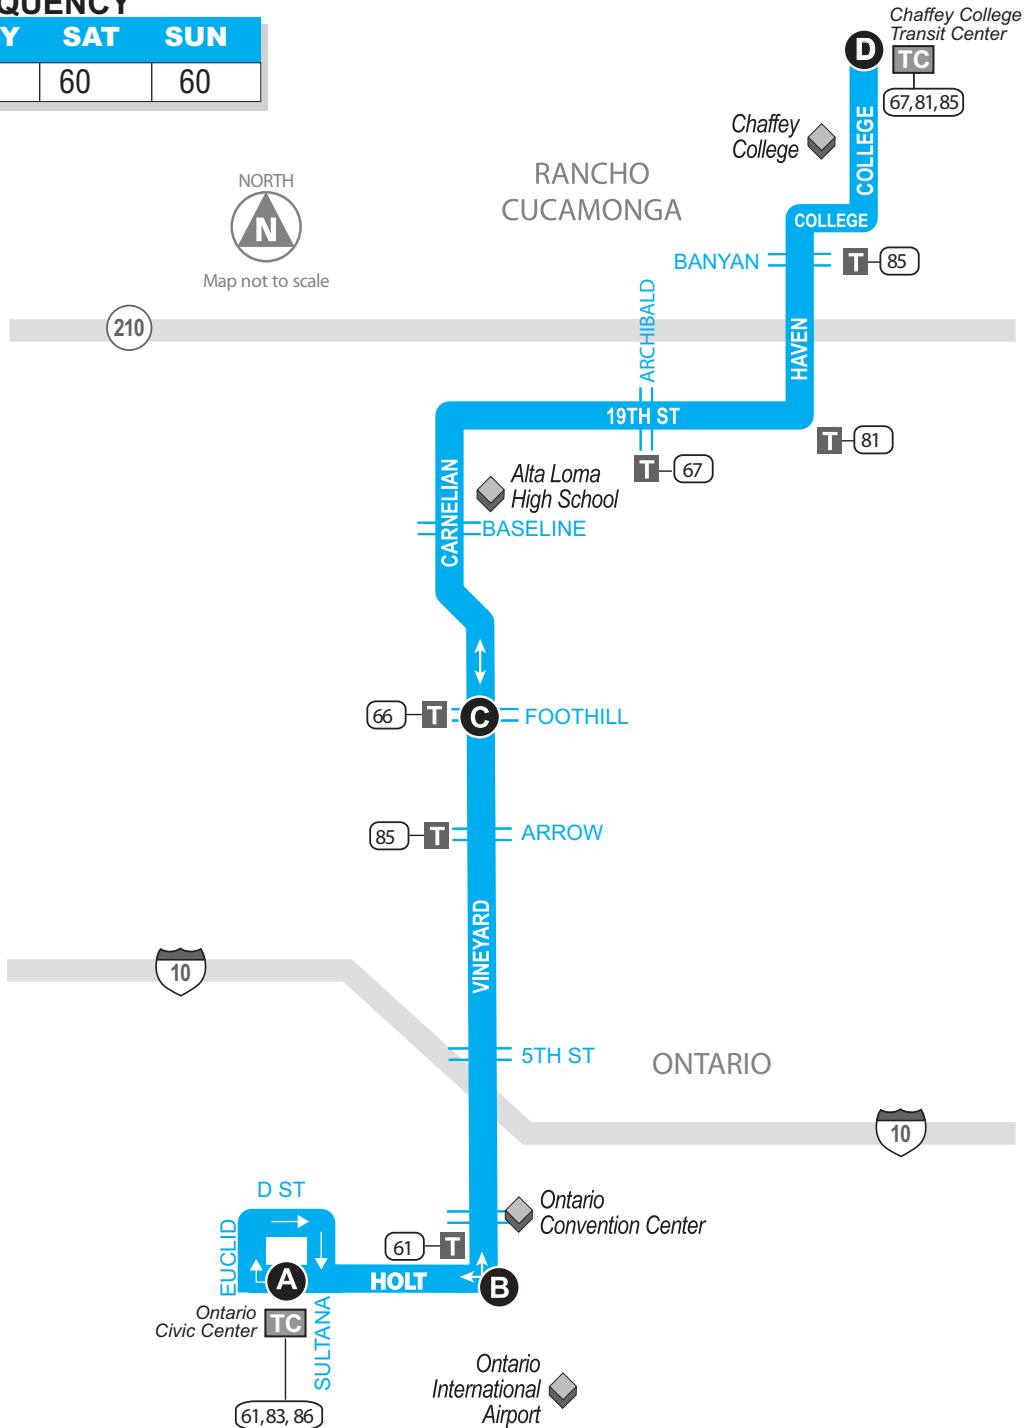 QUENCY
Y SAT SUN
60 60
Chaffey College
Transit Center
D
TC
67,81,85
Chaffey
College
COLLEGE
RANCHO
CUCAMONGA
NORTH
N
Map not to scale
COLLEGE
BANYAN
T 85
ARCHIBALD
210
HAVEN
19TH ST
T 81
T 67
Alta Loma
High School
CARNELIAN
BASELINE
66 T C FOOTHILL
85 T ARROW
VINEYARD
10
5TH ST
ONTARIO
10
D ST
Ontario
Convention Center
EUCLID
61 T
A HOLT B
Ontario
Civic Center
TC
SULTANA
Ontario
International
Airport
61,83, 86